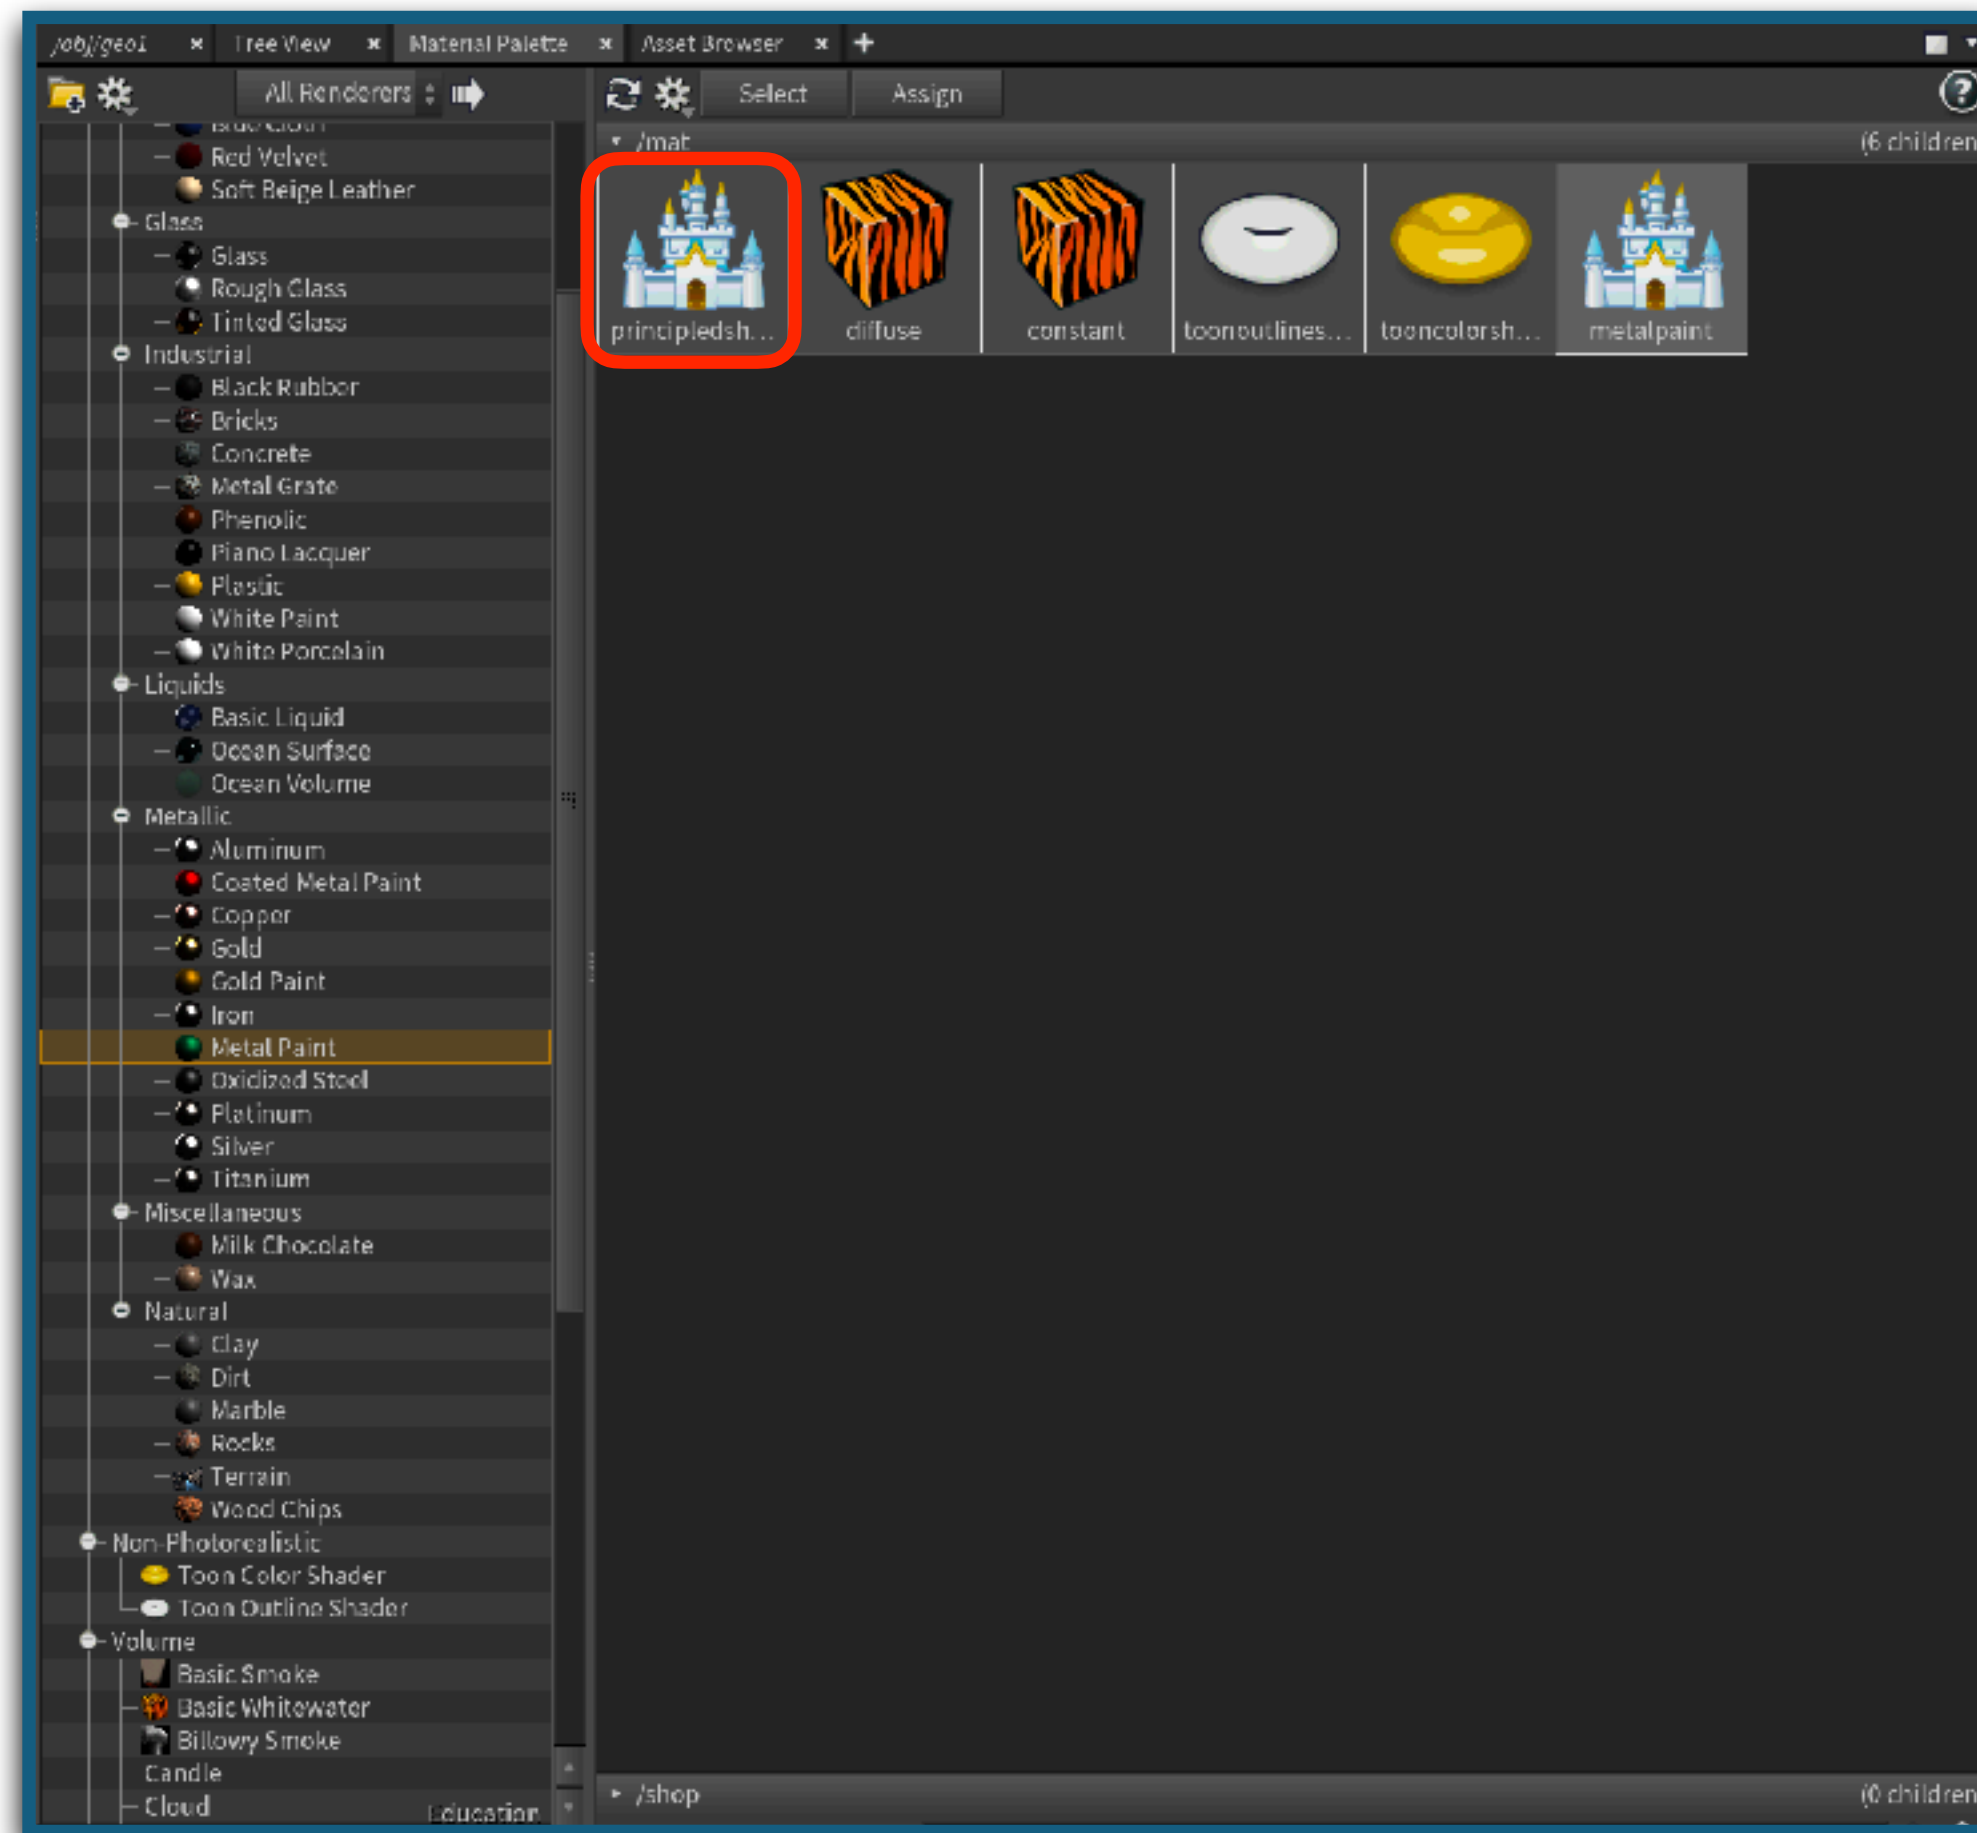 /obj/geo1
Tree View
Material Palette
Asset Browser
All Renderers
Select
Assign
/mat
(6 children
Blue Cloth
Red Velvet
Soft Beige Leather
Glass
Glass
Rough Glass
Tinted Glass
Industrial
Black Rubber
Bricks
Concrete
Metal Grate
Phenolic
Piano Lacquer
Plastic
White Paint
White Porcelain
Liquids
Basic Liquid
Ocean Surface
Ocean Volume
Metallic
Aluminum
Coated Metal Paint
Copper
Gold
Gold Paint
Iron
Metal Paint
Oxidized Steel
Platinum
Silver
Titanium
Miscellaneous
Milk Chocolate
Wax
Natural
Clay
Dirt
Marble
Rocks
Terrain
Wood Chips
Non-Photorealistic
Toon Color Shader
Toon Outline Shader
Volume
Basic Smoke
Basic Whitewater
Billowy Smoke
Candle
Cloud
Education
principledsh...
diffuse
constant
toonoutlines...
tooncolorsh...
metalpaint
/shop
(0 children